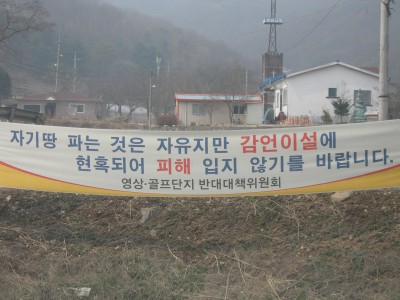 자기땅 파는 것은 자유지만 감언이설에
현혹되어 피해 입지 않기를 바랍니다.
영상·골프단지 반대대책위원회